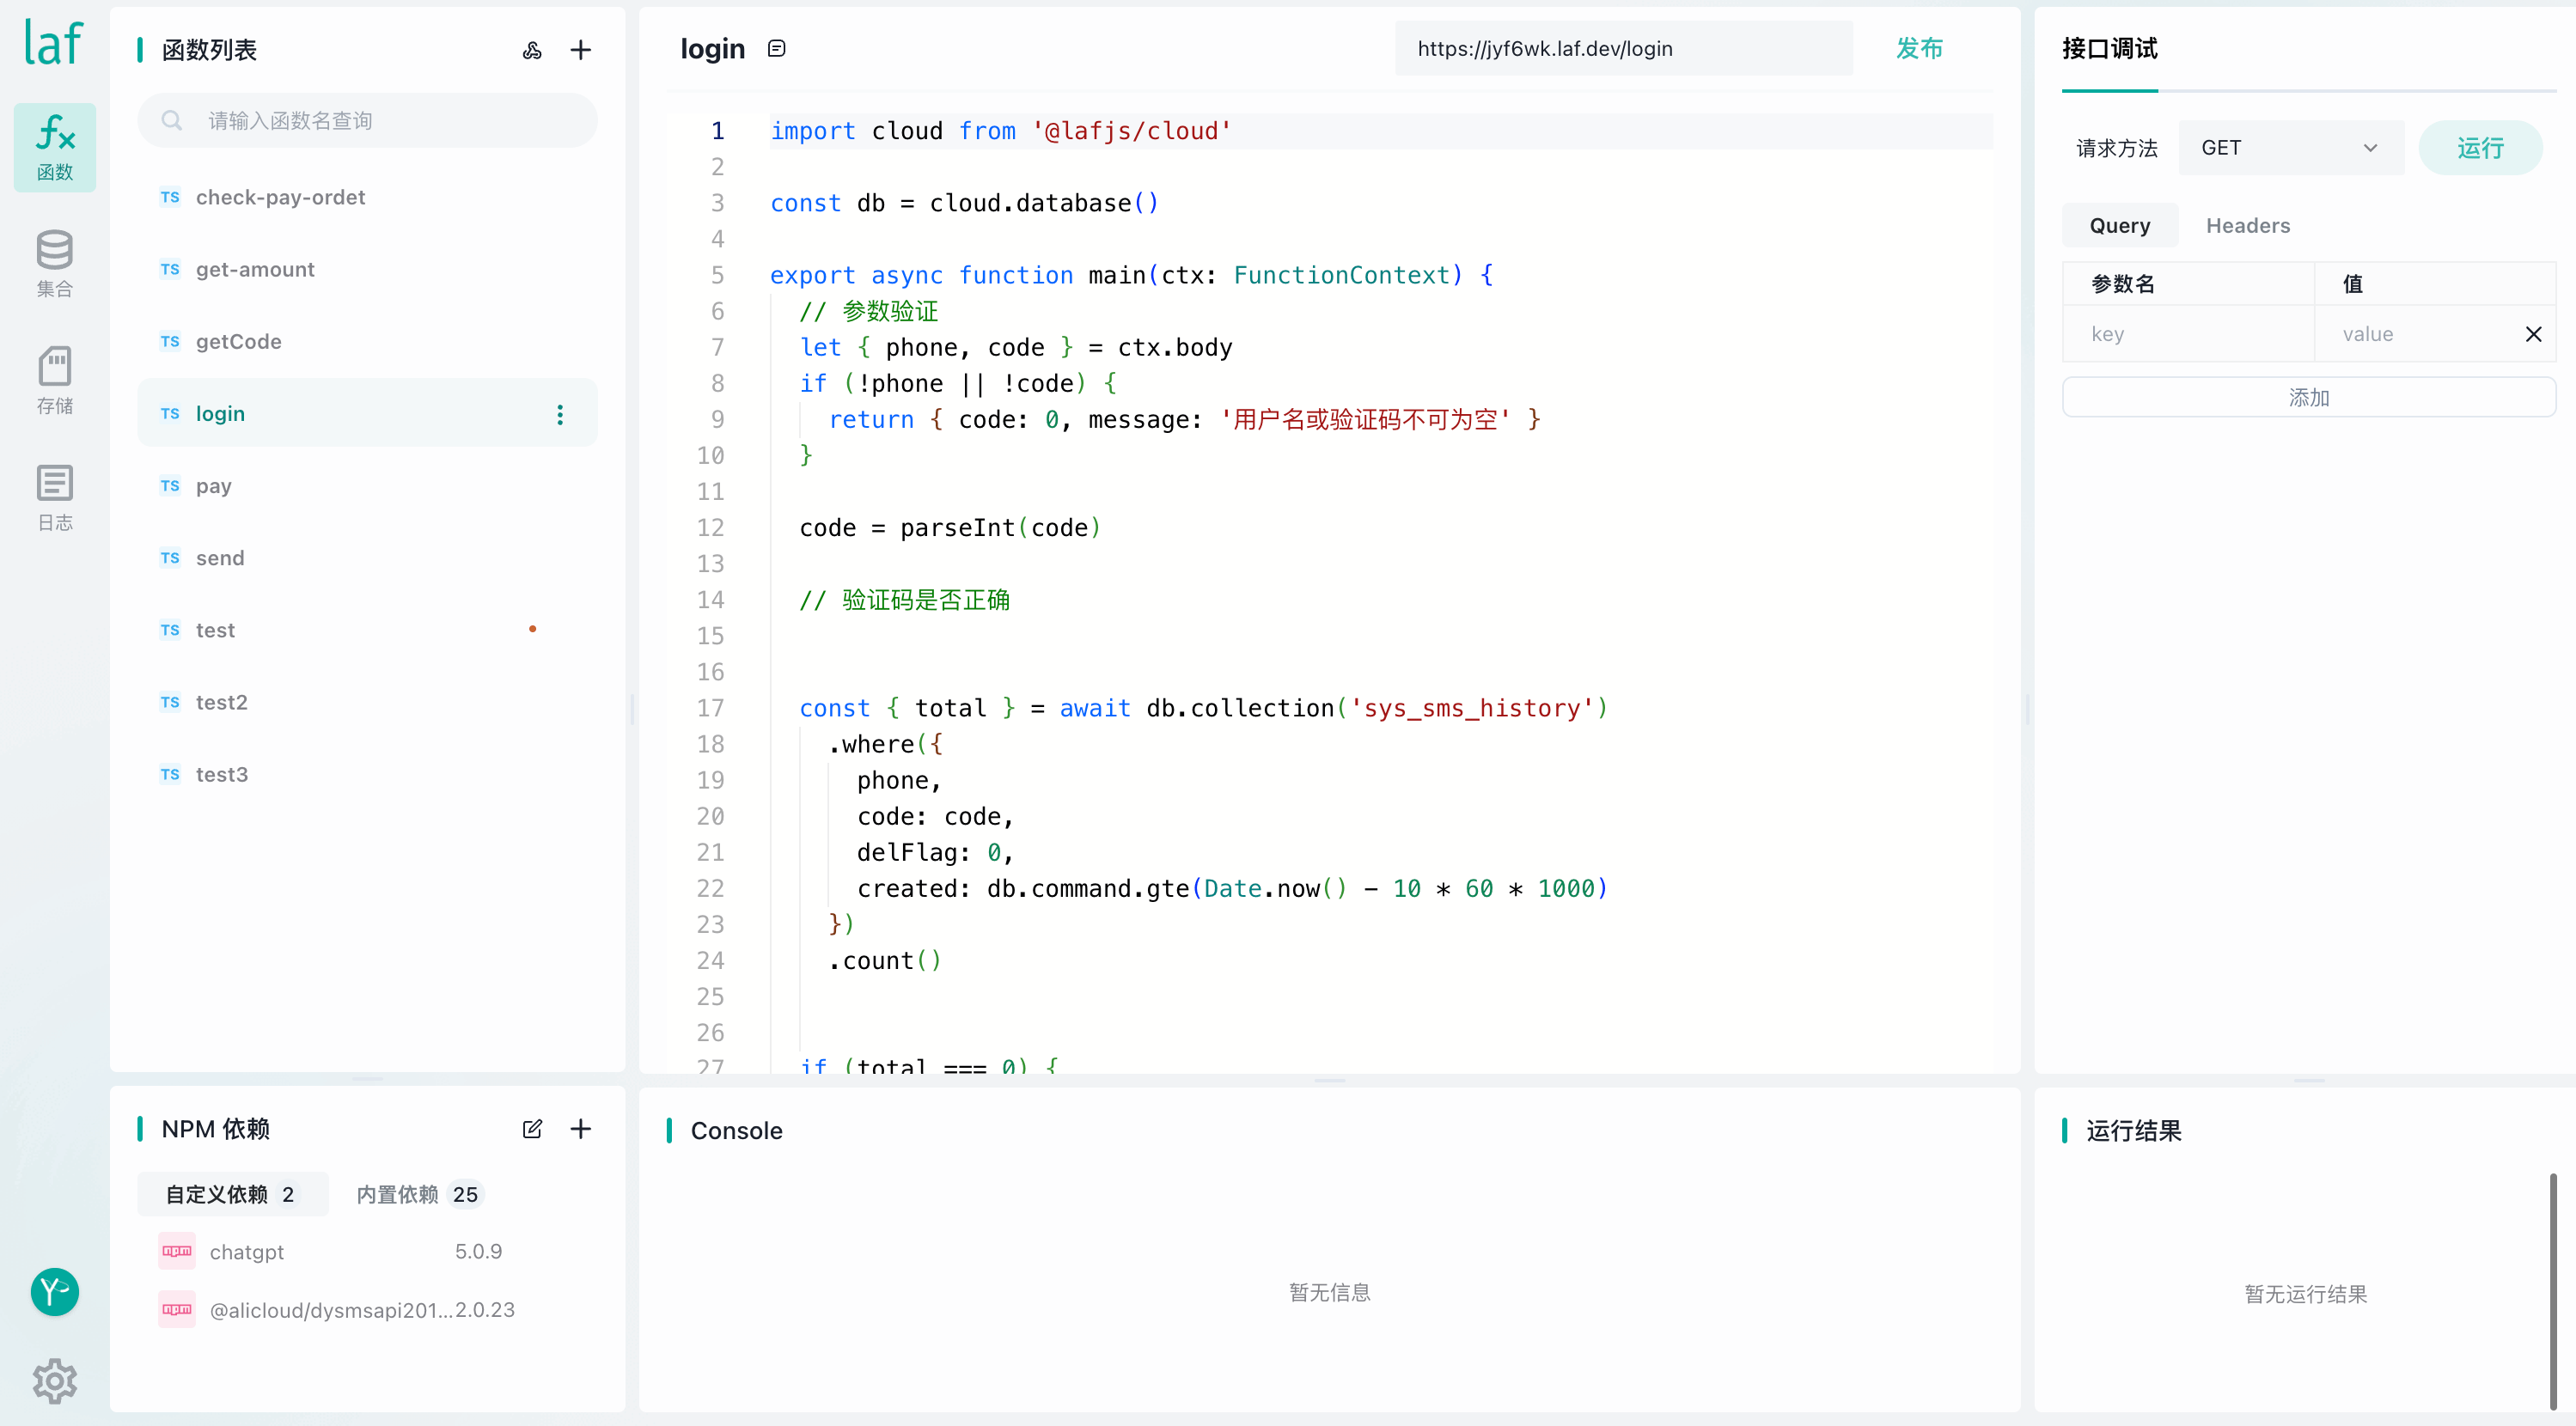 laf
函数
集合
存储
日志
函数列表
请输入函数名查询
TS check-pay-ordet
TS get-amount
TS getCode
TS login
TS pay
TS send
TS test
TS test2
TS test3
NPM 依赖
自定义依赖 2 内置依赖 25
chatgpt 5.0.9
@alicloud/dysmsapi201... 2.0.23
login https://jyf6wk.laf.dev/login 发布
1 import cloud from '@lafjs/cloud'
2
3 const db = cloud.database()
4
5 export async function main(ctx: FunctionContext) {
6 // 参数验证
7 let { phone, code } = ctx.body
8 if (!phone || !code) {
9 return { code: 0, message: '用户名或验证码不可为空' }
10 }
11
12 code = parseInt(code)
13
14 // 验证码是否正确
15
16
17 const { total } = await db.collection('sys_sms_history')
18 .where({
19 phone,
20 code: code,
21 delFlag: 0,
22 created: db.command.gte(Date.now() - 10 * 60 * 1000)
23 })
24 .count()
25
26
27 if (total === 0) {
Console
暂无信息
接口调试
请求方法 GET 运行
Query Headers
参数名 值
key value
添加
运行结果
暂无运行结果